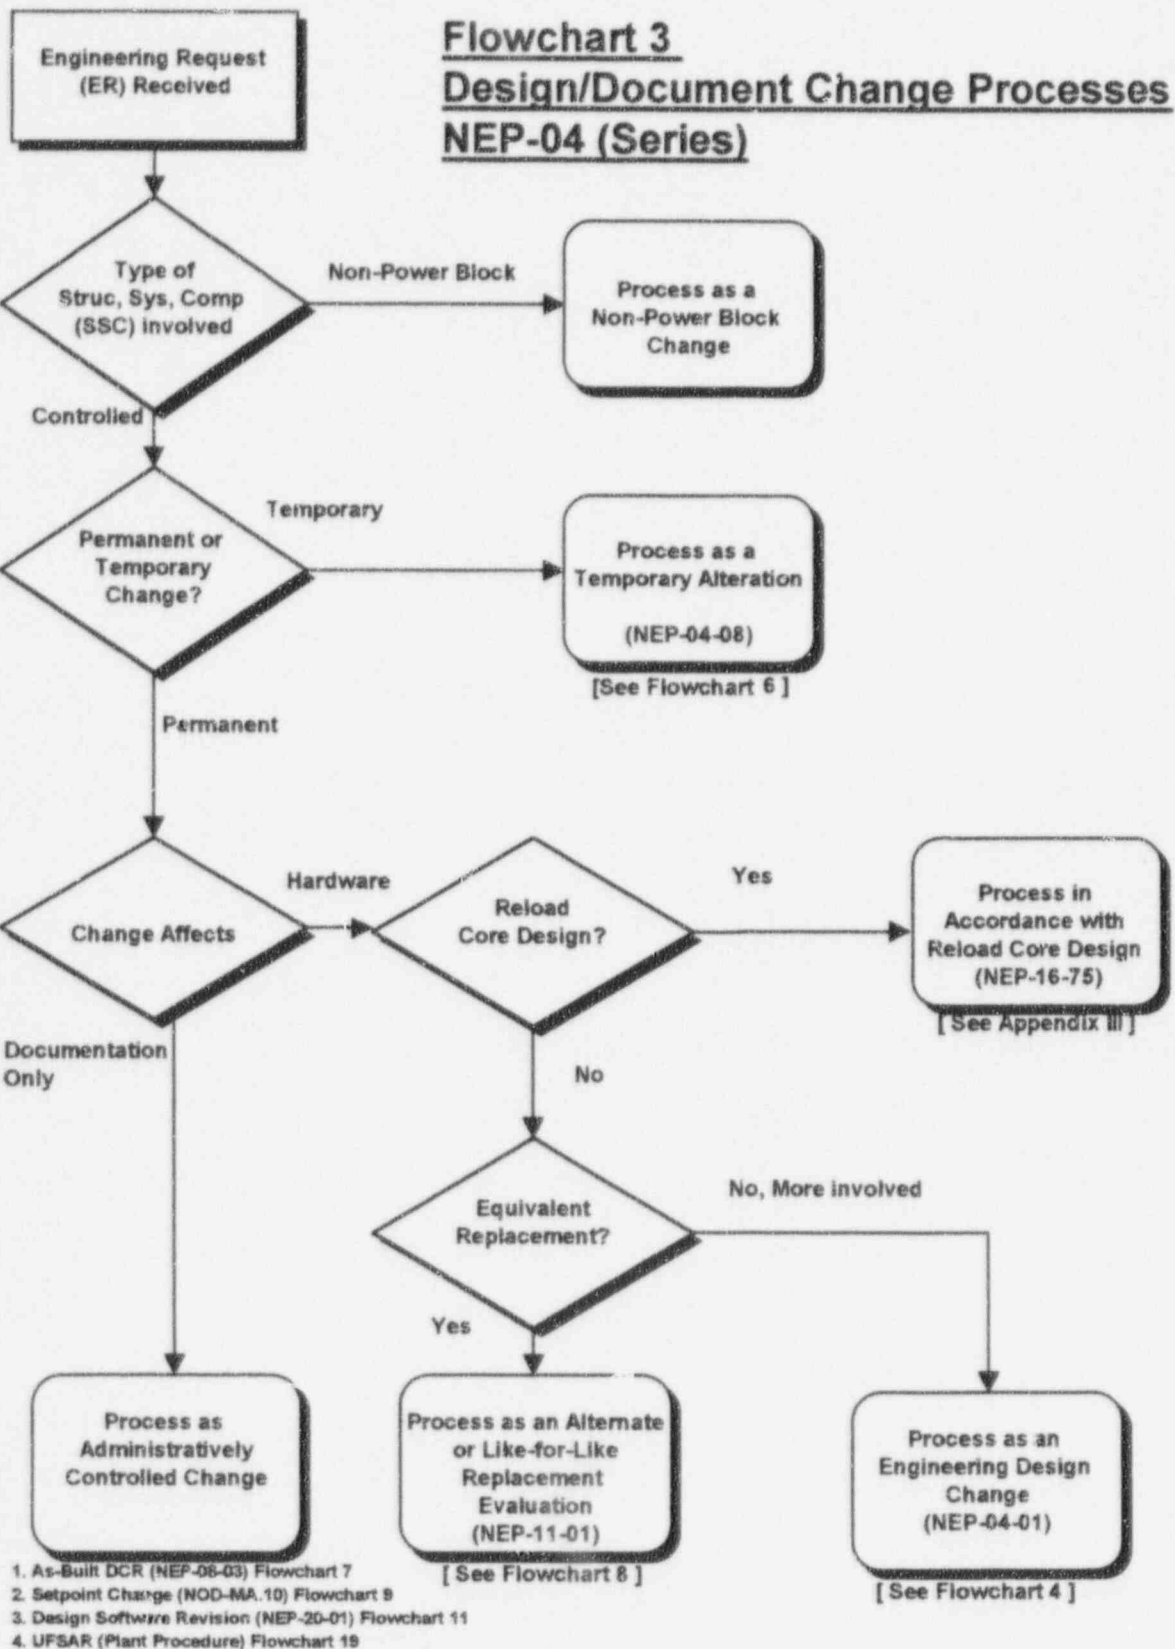 Flowchart 3
Design/Document Change Processes
NEP-04 (Series)
Engineering Request
(ER) Received
Type of
Struc, Sys, Comp
(SSC) involved
Non-Power Block
Process as a
Non-Power Block
Change
Controlled
Permanent or
Temporary
Change?
Temporary
Process as a
Temporary Alteration
(NEP-04-08)
[See Flowchart 6 ]
Permanent
Change Affects
Hardware
Reload
Core Design?
Yes
Process in
Accordance with
Reload Core Design
(NEP-16-75)
[ See Appendix III ]
Documentation
Only
No
Equivalent
Replacement?
No, More involved
Yes
Process as
Administratively
Controlled Change
Process as an Alternate
or Like-for-Like
Replacement
Evaluation
(NEP-11-01)
[ See Flowchart 8 ]
Process as an
Engineering Design
Change
(NEP-04-01)
[ See Flowchart 4 ]
1. As-Built DCR (NEP-08-03) Flowchart 7
2. Setpoint Change (NOD-MA.10) Flowchart 9
3. Design Software Revision (NEP-20-01) Flowchart 11
4. UFSAR (Plant Procedure) Flowchart 19